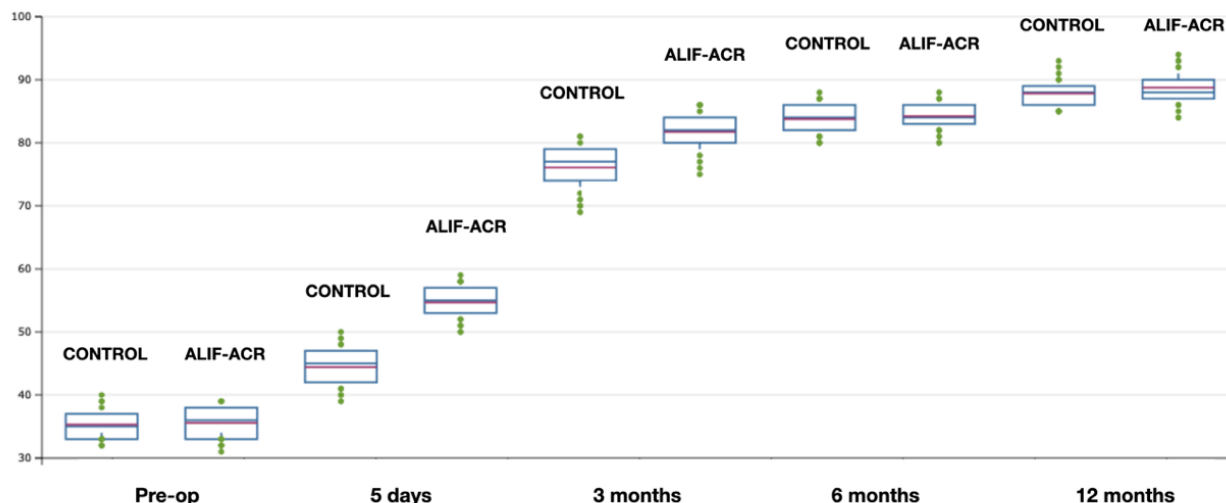 100
90
80
70
60
50
40
30
CONTROL
ALIF-ACR
CONTROL
ALIF-ACR
CONTROL
ALIF-ACR
CONTROL
ALIF-ACR
CONTROL
ALIF-ACR
Pre-op
5 days
3 months
6 months
12 months